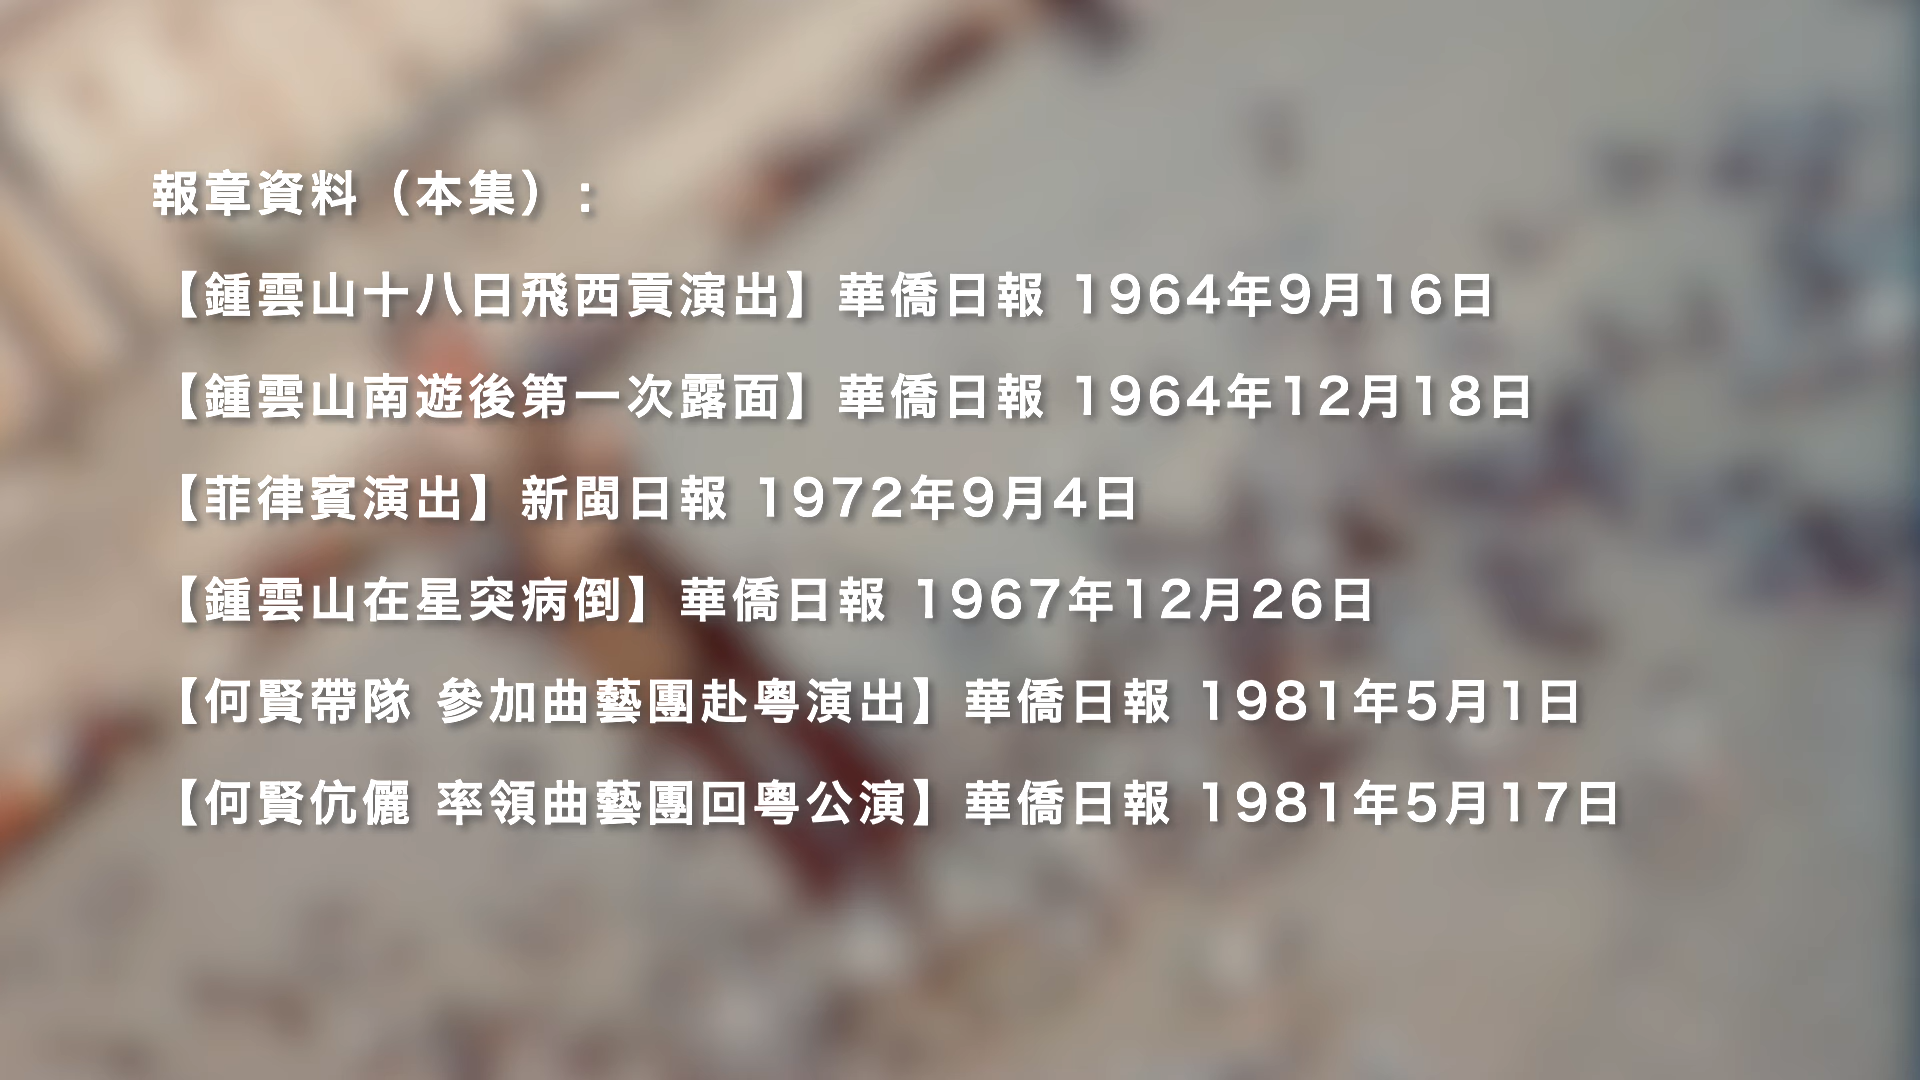 報章資料（本集）:
【鍾雲山十八日飛西貢演出】華僑日報 1964年9月16日
【鍾雲山南遊後第一次露面】華僑日報 1964年12月18日
【菲律賓演出】新閩日報 1972年9月4日
【鍾雲山在星突病倒】華僑日報 1967年12月26日
【何賢帶隊 參加曲藝團赴粵演出】華僑日報 1981年5月1日
【何賢伉儷 率領曲藝團回粵公演】華僑日報 1981年5月17日